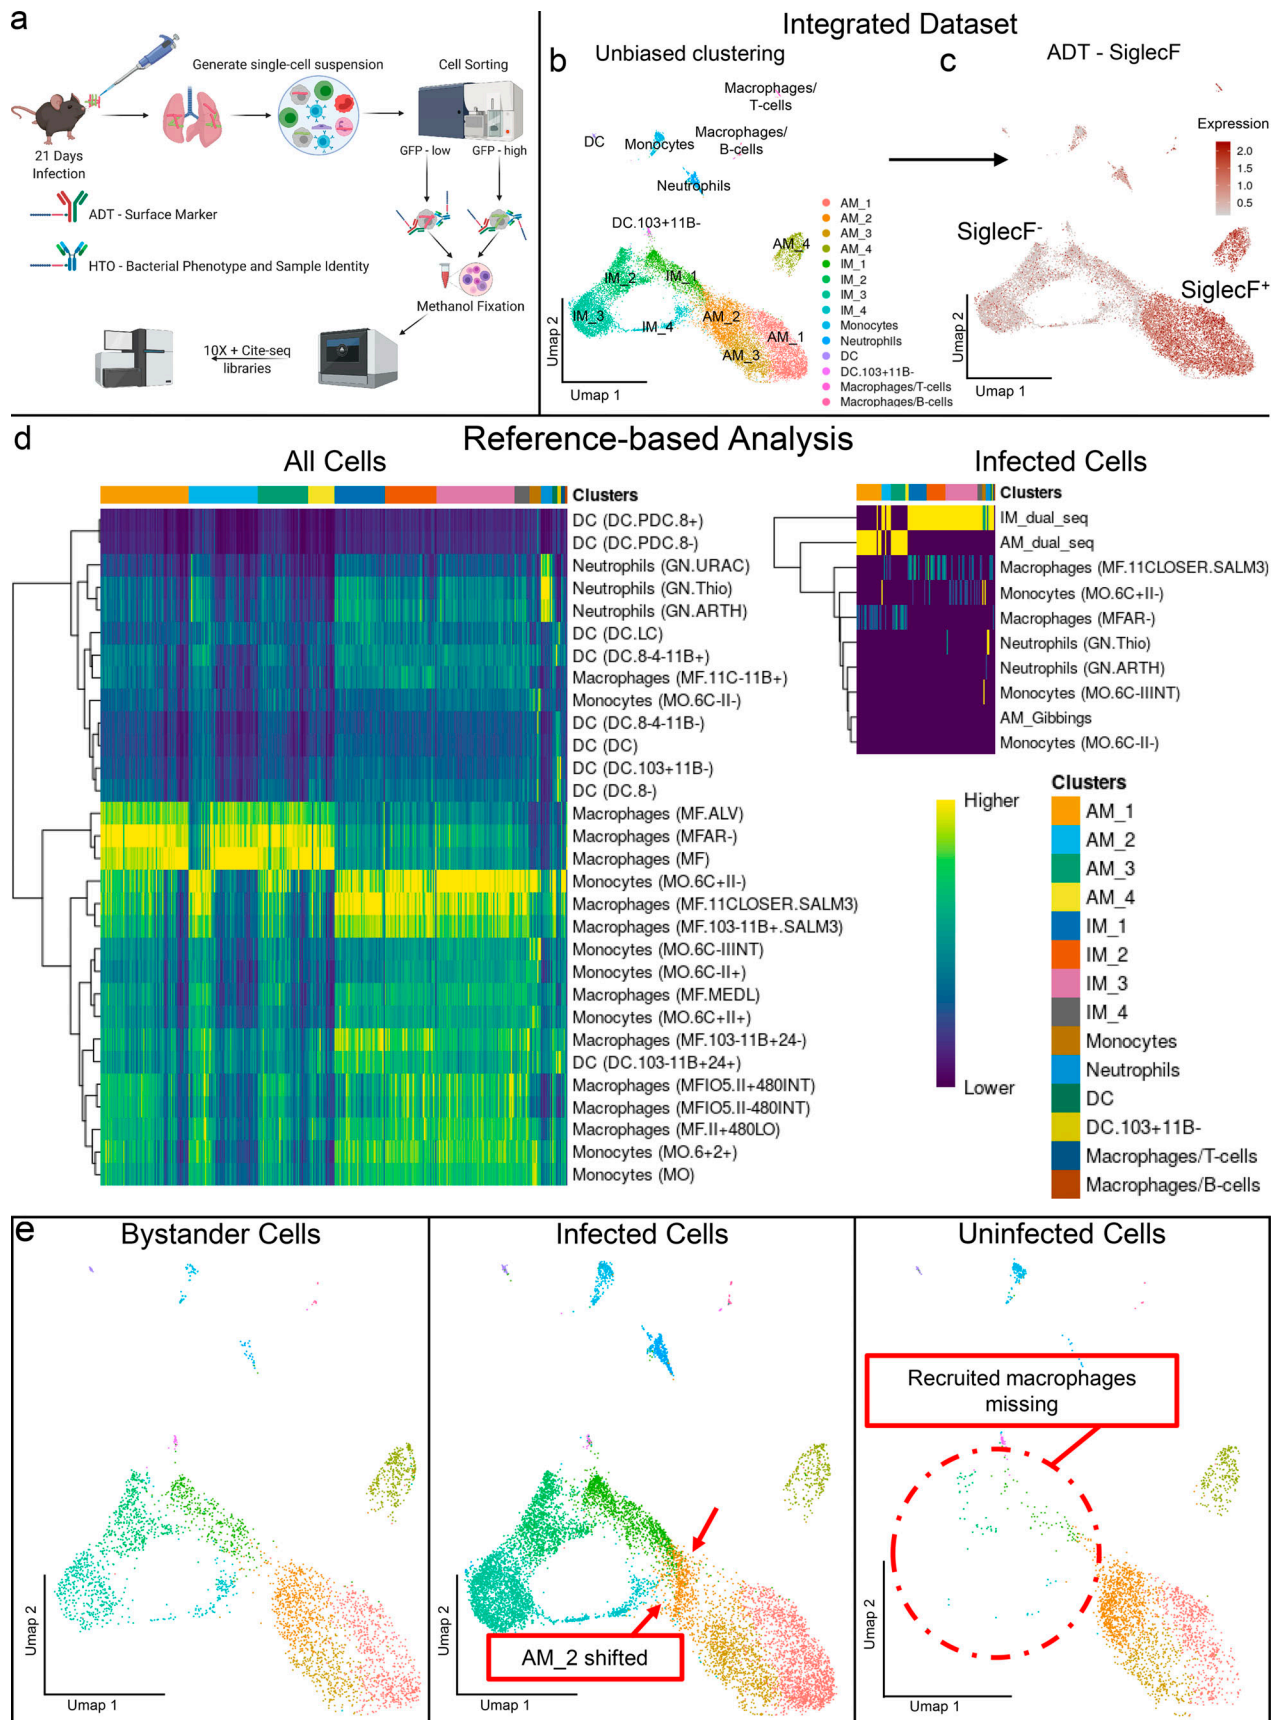 a
Generate single-cell suspension
Cell Sorting
GFP - low
GFP - high
21 Days
Infection
ADT - Surface Marker
HTO - Bacterial Phenotype and Sample Identity
Methanol Fixation
10X + Cite-seq
libraries
Integrated Dataset
b
Unbiased clustering
Macrophages/
T-cells
DC
Monocytes
Macrophages/
B-cells
Neutrophils
DC.103+11B-
AM_4
IM_2
IM_1
IM_3
IM_4
AM_2
AM_1
AM_3
Umap 2
Umap 1
AM_1
AM_2
AM_3
AM_4
IM_1
IM_2
IM_3
IM_4
Monocytes
Neutrophils
DC
DC.103+11B-
Macrophages/T-cells
Macrophages/B-cells
c
ADT - SiglecF
Expression
2.0
1.5
1.0
0.5
SiglecF-
SiglecF+
Umap 2
Umap 1
d
Reference-based Analysis
All Cells
Clusters
DC (DC.PDC.8+)
DC (DC.PDC.8-)
Neutrophils (GN.URAC)
Neutrophils (GN.Thio)
Neutrophils (GN.ARTH)
DC (DC.LC)
DC (DC.8-4-11B+)
Macrophages (MF.11C-11B+)
Monocytes (MO.6C-II-)
DC (DC.8-4-11B-)
DC (DC)
DC (DC.103+11B-)
DC (DC.8-)
Macrophages (MF.ALV)
Macrophages (MFAR-)
Macrophages (MF)
Monocytes (MO.6C+II-)
Macrophages (MF.11CLOSER.SALM3)
Macrophages (MF.103-11B+.SALM3)
Monocytes (MO.6C-IIINT)
Monocytes (MO.6C-II+)
Macrophages (MF.MEDL)
Monocytes (MO.6C+II+)
Macrophages (MF.103-11B+24-)
DC (DC.103-11B+24+)
Macrophages (MFIO5.II+480INT)
Macrophages (MFIO5.II-480INT)
Macrophages (MF.II+480LO)
Monocytes (MO.6+2+)
Monocytes (MO)
Infected Cells
Clusters
IM_dual_seq
AM_dual_seq
Macrophages (MF.11CLOSER.SALM3)
Monocytes (MO.6C+II-)
Macrophages (MFAR-)
Neutrophils (GN.Thio)
Neutrophils (GN.ARTH)
Monocytes (MO.6C-IIINT)
AM_Gibbings
Monocytes (MO.6C-II-)
Higher
Lower
Clusters
AM_1
AM_2
AM_3
AM_4
IM_1
IM_2
IM_3
IM_4
Monocytes
Neutrophils
DC
DC.103+11B-
Macrophages/T-cells
Macrophages/B-cells
e
Bystander Cells
Umap 2
Umap 1
Infected Cells
AM_2 shifted
Umap 2
Umap 1
Uninfected Cells
Recruited macrophages
missing
Umap 2
Umap 1